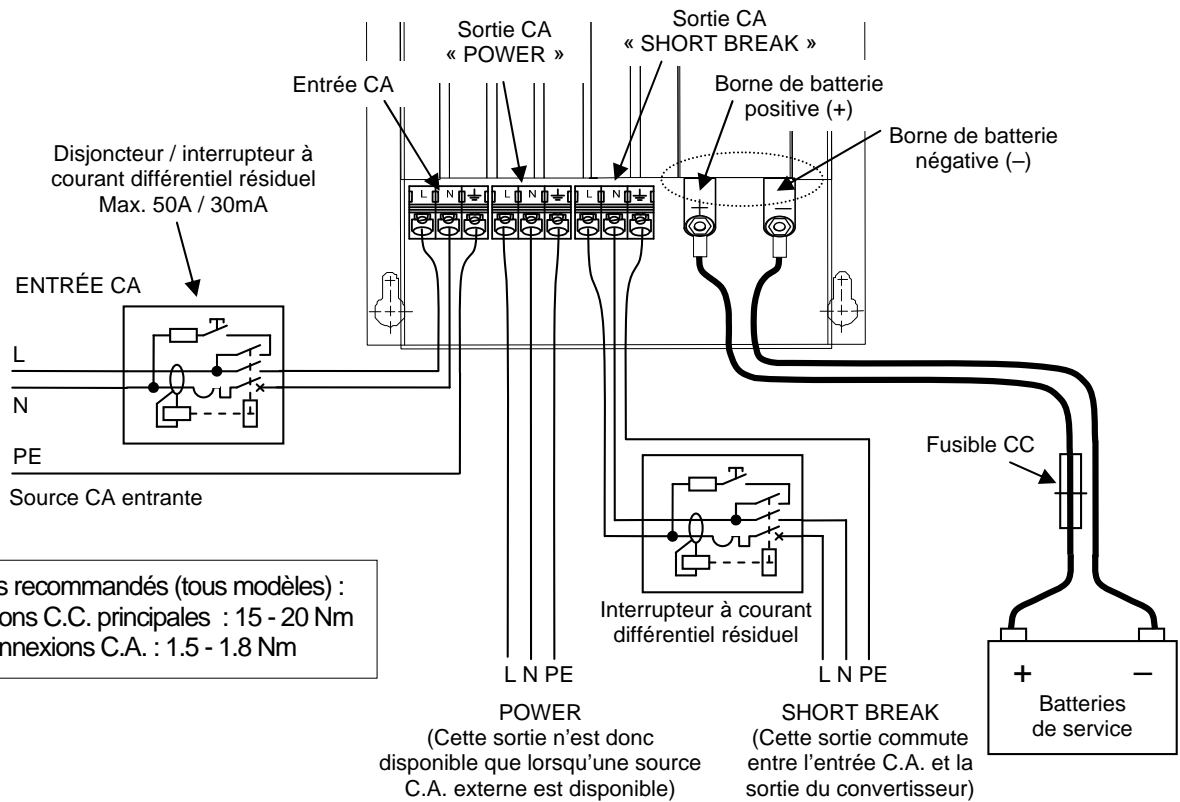 Sortie CA
« POWER »
Sortie CA
« SHORT BREAK »
Entrée CA
Borne de batterie
positive (+)
Borne de batterie
négative (–)
Disjoncteur / interrupteur à
courant différentiel résiduel
Max. 50A / 30mA
L N
L N
L N
+
–
ENTRÉE CA
L
N
PE
Source CA entrante
Fusible CC
s recommandés (tous modèles) :
ons C.C. principales : 15 - 20 Nm
nnexions C.A. : 1.5 - 1.8 Nm
Interrupteur à courant
différentiel résiduel
L N PE
POWER
(Cette sortie n'est donc
disponible que lorsqu'une source
C.A. externe est disponible)
L N PE
SHORT BREAK
(Cette sortie commute
entre l'entrée C.A. et la
sortie du convertisseur)
+ –
Batteries
de service